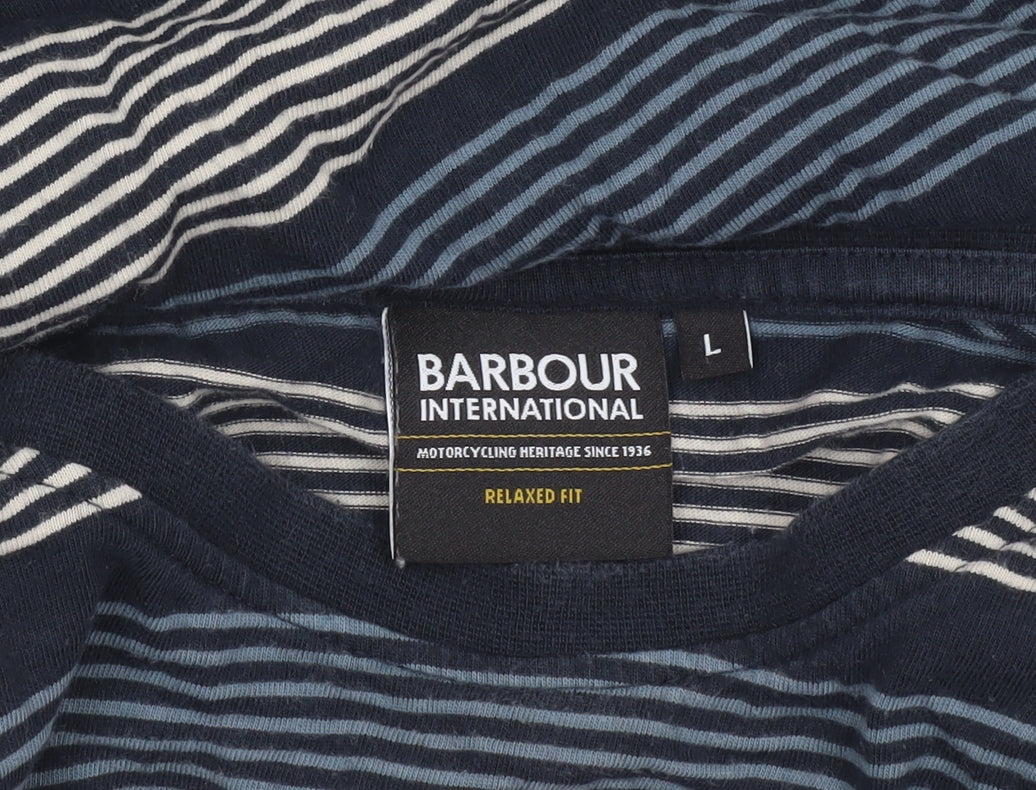 BARBOUR
INTERNATIONAL
MOTORCYCLING HERITAGE SINCE 1936
RELAXED FIT
L